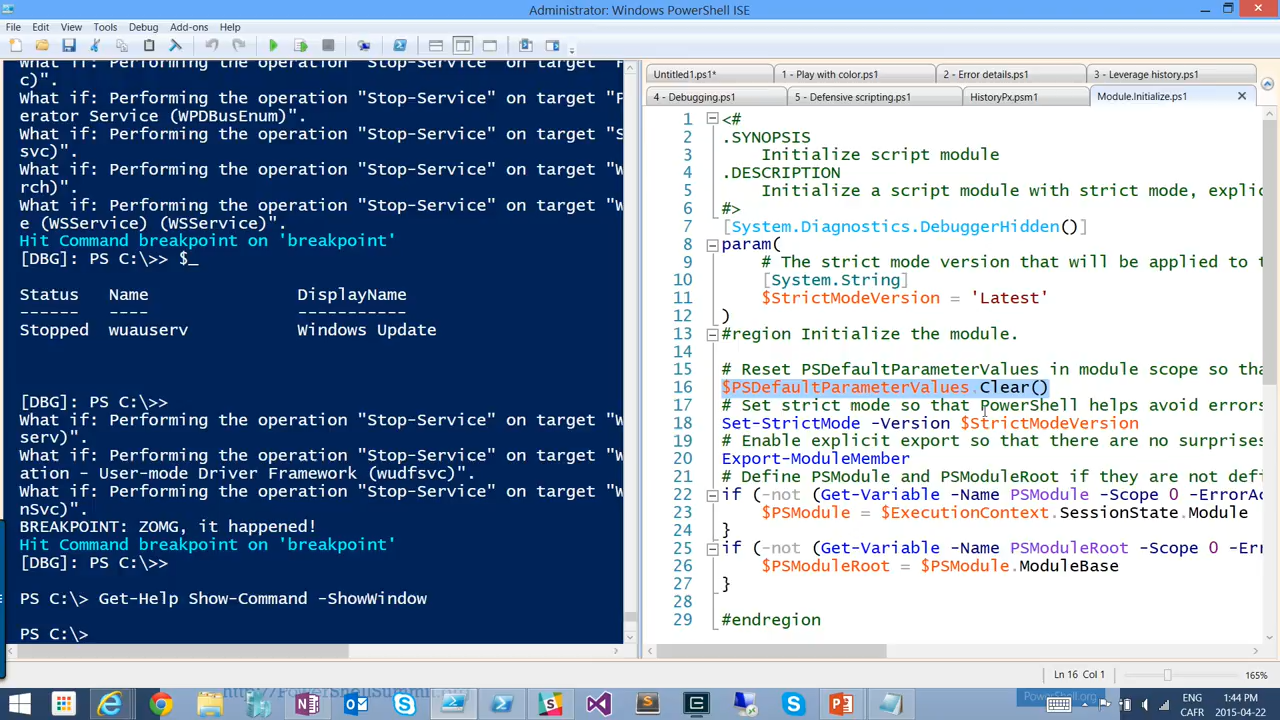 Administrator: Windows PowerShell ISE
File Edit View Tools Debug Add-ons Help
What if: Performing the operation "Stop-Service" on target "
c)".
What if: Performing the operation "Stop-Service" on target "P
erator Service (WPDBusEnum)".
What if: Performing the operation "Stop-Service" on target "S
svc)".
What if: Performing the operation "Stop-Service" on target "W
rch)".
What if: Performing the operation "Stop-Service" on target "W
e (WSService) (WSService)".
Hit Command breakpoint on 'breakpoint'
[DBG]: PS C:\>> $_
Status Name DisplayName
------ ---- -----------
Stopped wuauserv Windows Update
[DBG]: PS C:\>>
What if: Performing the operation "Stop-Service" on target "W
serv)".
What if: Performing the operation "Stop-Service" on target "W
ation - User-mode Driver Framework (wudfsvc)".
What if: Performing the operation "Stop-Service" on target "W
nSvc)".
BREAKPOINT: ZOMG, it happened!
Hit Command breakpoint on 'breakpoint'
[DBG]: PS C:\>>
PS C:\> Get-Help Show-Command -ShowWindow
PS C:\>
Untitled1.ps1* 1 - Play with color.ps1 2 - Error details.ps1 3 - Leverage history.ps1
4 - Debugging.ps1 5 - Defensive scripting.ps1 HistoryPx.psm1 Module.Initialize.ps1
1 <#
2 .SYNOPSIS
3 Initialize script module
4 .DESCRIPTION
5 Initialize a script module with strict mode, explic
6 #>
7 [System.Diagnostics.DebuggerHidden()]
8 param(
9 # The strict mode version that will be applied to t
10 [System.String]
11 $StrictModeVersion = 'Latest'
12 )
13 #region Initialize the module.
14
15 # Reset PSDefaultParameterValues in module scope so tha
16 $PSDefaultParameterValues.Clear()
17 # Set strict mode so that PowerShell helps avoid errors
18 Set-StrictMode -Version $StrictModeVersion
19 # Enable explicit export so that there are no surprises
20 Export-ModuleMember
21 # Define PSModule and PSModuleRoot if they are not defi
22 if (-not (Get-Variable -Name PSModule -Scope 0 -ErrorAc
23 $PSModule = $ExecutionContext.SessionState.Module
24 }
25 if (-not (Get-Variable -Name PSModuleRoot -Scope 0 -Err
26 $PSModuleRoot = $PSModule.ModuleBase
27 }
28
29 #endregion
Ln 16 Col 1 165%
PowerShell.org
ENG 1:44 PM
CAFR 2015-04-22